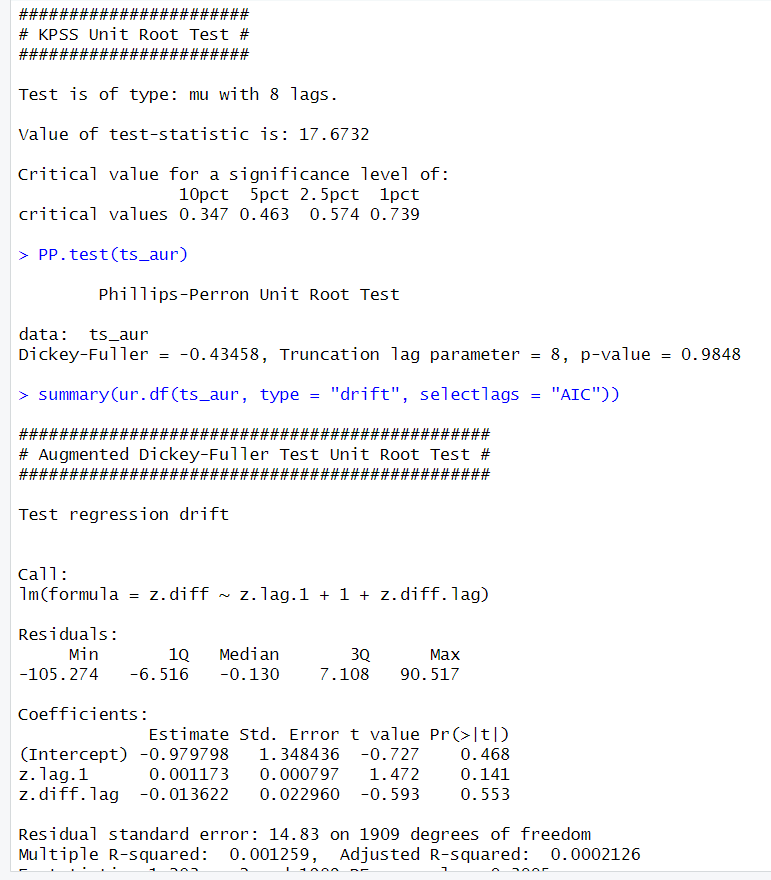 #######################
# KPSS Unit Root Test #
#######################
Test is of type: mu with 8 lags.
Value of test-statistic is: 17.6732
Critical value for a significance level of:
10pct 5pct 2.5pct 1pct
critical values 0.347 0.463 0.574 0.739
> PP.test(ts_aur)
Phillips-Perron Unit Root Test
data: ts_aur
Dickey-Fuller = -0.43458, Truncation lag parameter = 8, p-value = 0.9848
> summary(ur.df(ts_aur, type = "drift", selectlags = "AIC"))
###############################################
# Augmented Dickey-Fuller Test Unit Root Test #
###############################################
Test regression drift
Call:
lm(formula = z.diff ~ z.lag.1 + 1 + z.diff.lag)
Residuals:
Min 1Q Median 3Q Max
-105.274 -6.516 -0.130 7.108 90.517
Coefficients:
Estimate Std. Error t value Pr(>|t|)
(Intercept) -0.979798 1.348436 -0.727 0.468
z.lag.1 0.001173 0.000797 1.472 0.141
z.diff.lag -0.013622 0.022960 -0.593 0.553
Residual standard error: 14.83 on 1909 degrees of freedom
Multiple R-squared: 0.001259, Adjusted R-squared: 0.0002126